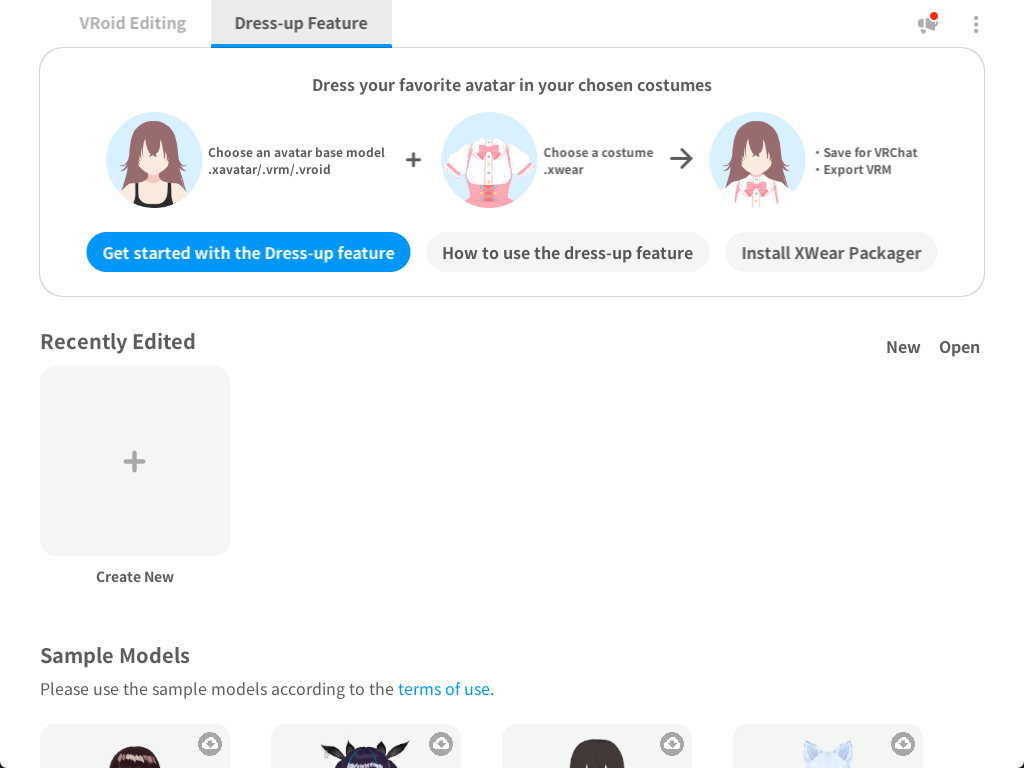 VRoid Editing
Dress-up Feature
Dress your favorite avatar in your chosen costumes
Choose an avatar base model
.xavatar/.vrm/.vroid
Choose a costume
.xwear
• Save for VRChat
• Export VRM
Get started with the Dress-up feature
How to use the dress-up feature
Install XWear Packager
Recently Edited
New
Open
Create New
Sample Models
Please use the sample models according to the terms of use.